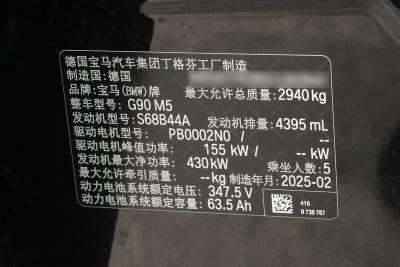 德国宝马汽车集团丁格芬工厂制造
制造国: 德国
品牌: 宝马(BMW)牌 最大允许总质量: 2940 kg
整车型号: G90 M5
发动机型号: S68B44A 发动机排量: 4395 mL
驱动电机型号: PB0002N0 / --
驱动电机峰值功率: 155 kW / -- kW
发动机最大净功率: 430 kW 乘坐人数: 5
最大允许牵引质量: -- kg 制造年月: 2025-02
动力电池系统额定电压: 347.5 V
动力电池系统额定容量: 63.5 Ah
416
8 738 787